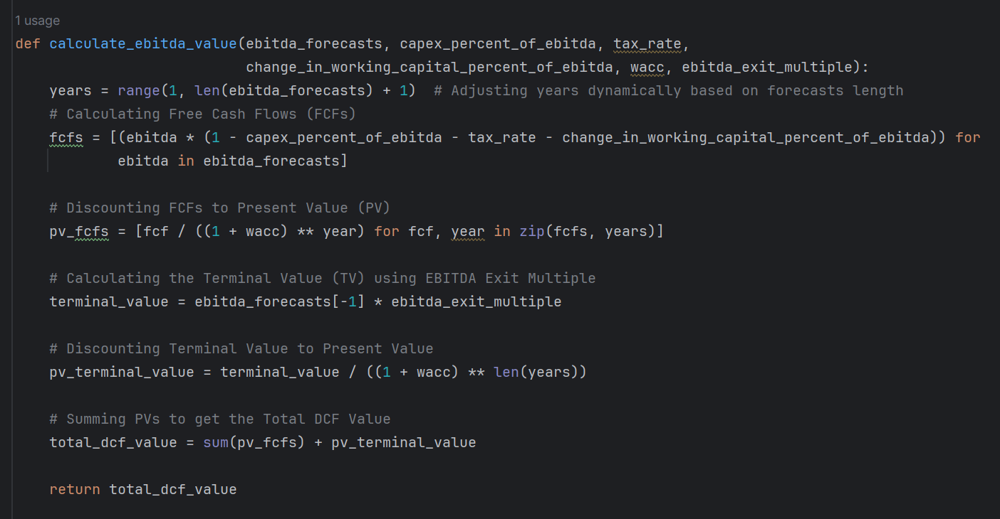 1 usage
def calculate_ebitda_value(ebitda_forecasts, capex_percent_of_ebitda, tax_rate,
                           change_in_working_capital_percent_of_ebitda, wacc, ebitda_exit_multiple):
    years = range(1, len(ebitda_forecasts) + 1)  # Adjusting years dynamically based on forecasts length
    # Calculating Free Cash Flows (FCFs)
    fcfs = [(ebitda * (1 - capex_percent_of_ebitda - tax_rate - change_in_working_capital_percent_of_ebitda)) for
            ebitda in ebitda_forecasts]
    # Discounting FCFs to Present Value (PV)
    pv_fcfs = [fcf / ((1 + wacc) ** year) for fcf, year in zip(fcfs, years)]
    # Calculating the Terminal Value (TV) using EBITDA Exit Multiple
    terminal_value = ebitda_forecasts[-1] * ebitda_exit_multiple
    # Discounting Terminal Value to Present Value
    pv_terminal_value = terminal_value / ((1 + wacc) ** len(years))
    # Summing PVs to get the Total DCF Value
    total_dcf_value = sum(pv_fcfs) + pv_terminal_value
    return total_dcf_value